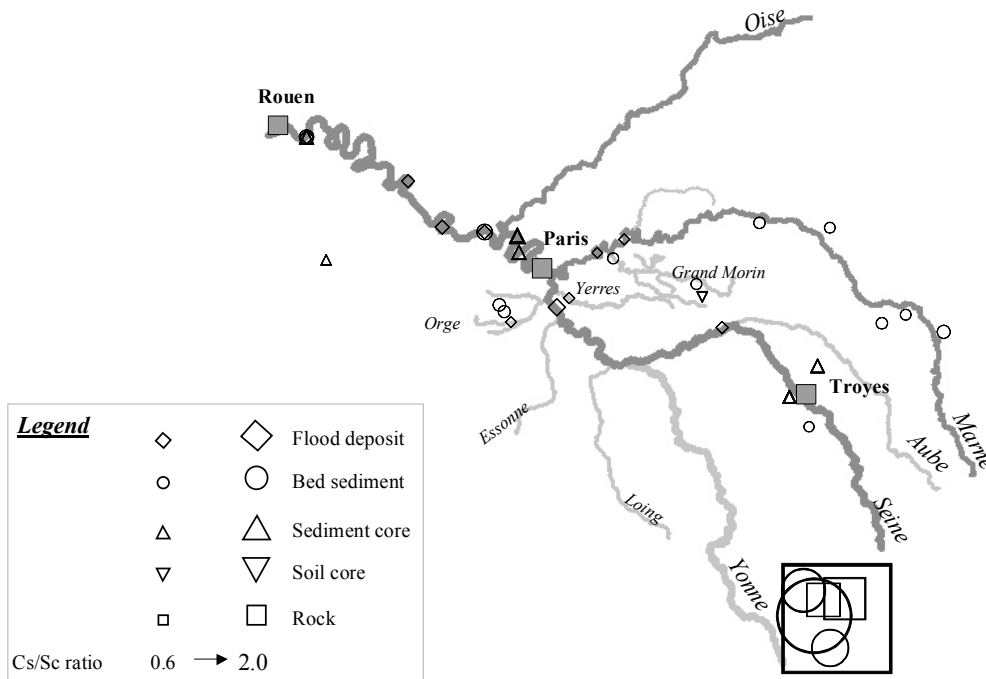 Oise
Rouen
Paris
Grand Morin
Yerres
Orge
Troyes
Essonne
Aube
Marne
Loing
Seine
Yonne
Legend
Flood deposit
Bed sediment
Sediment core
Soil core
Rock
Cs/Sc ratio 0.6 → 2.0